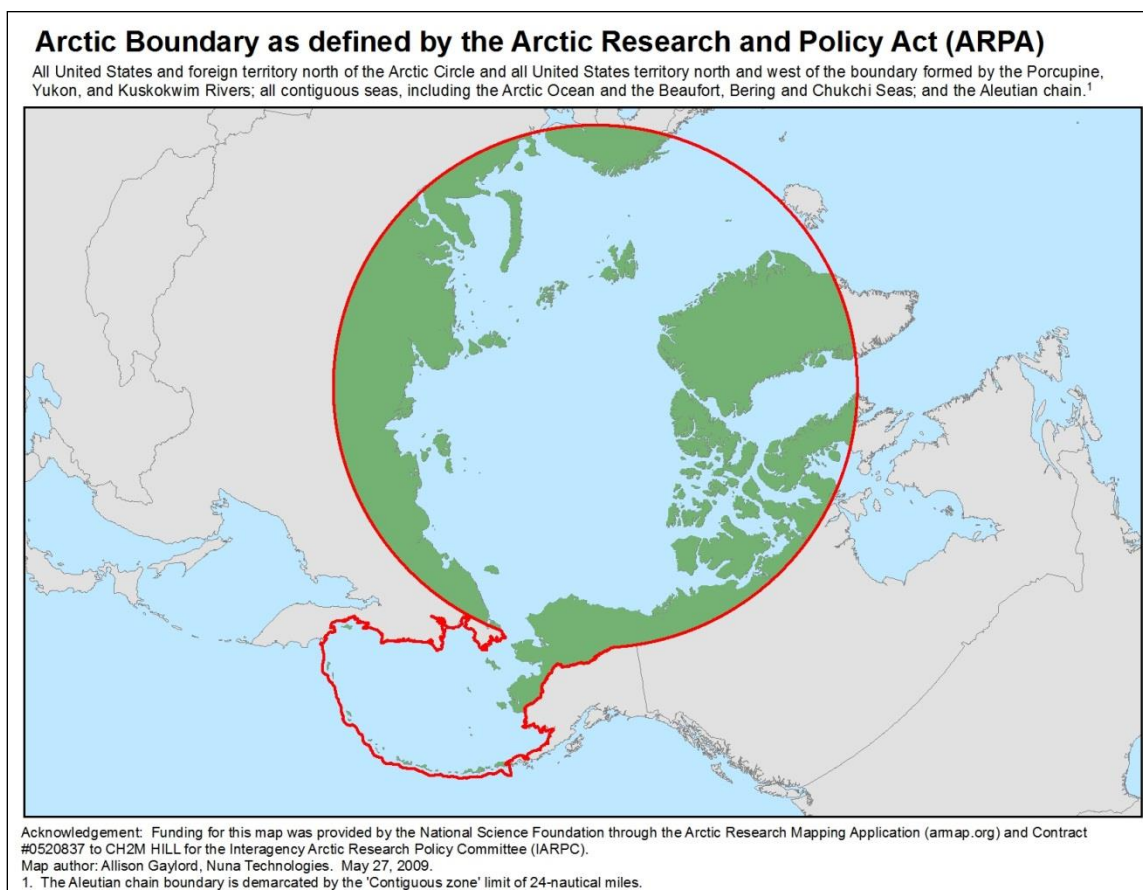 Arctic Boundary as defined by the Arctic Research and Policy Act (ARPA)
All United States and foreign territory north of the Arctic Circle and all United States territory north and west of the boundary formed by the Porcupine,
Yukon, and Kuskokwim Rivers; all contiguous seas, including the Arctic Ocean and the Beaufort, Bering and Chukchi Seas; and the Aleutian chain.¹
Acknowledgement: Funding for this map was provided by the National Science Foundation through the Arctic Research Mapping Application (armap.org) and Contract
#0520837 to CH2M HILL for the Interagency Arctic Research Policy Committee (IARPC).
Map author: Allison Gaylord, Nuna Technologies. May 27, 2009.
1. The Aleutian chain boundary is demarcated by the 'Contiguous zone' limit of 24-nautical miles.